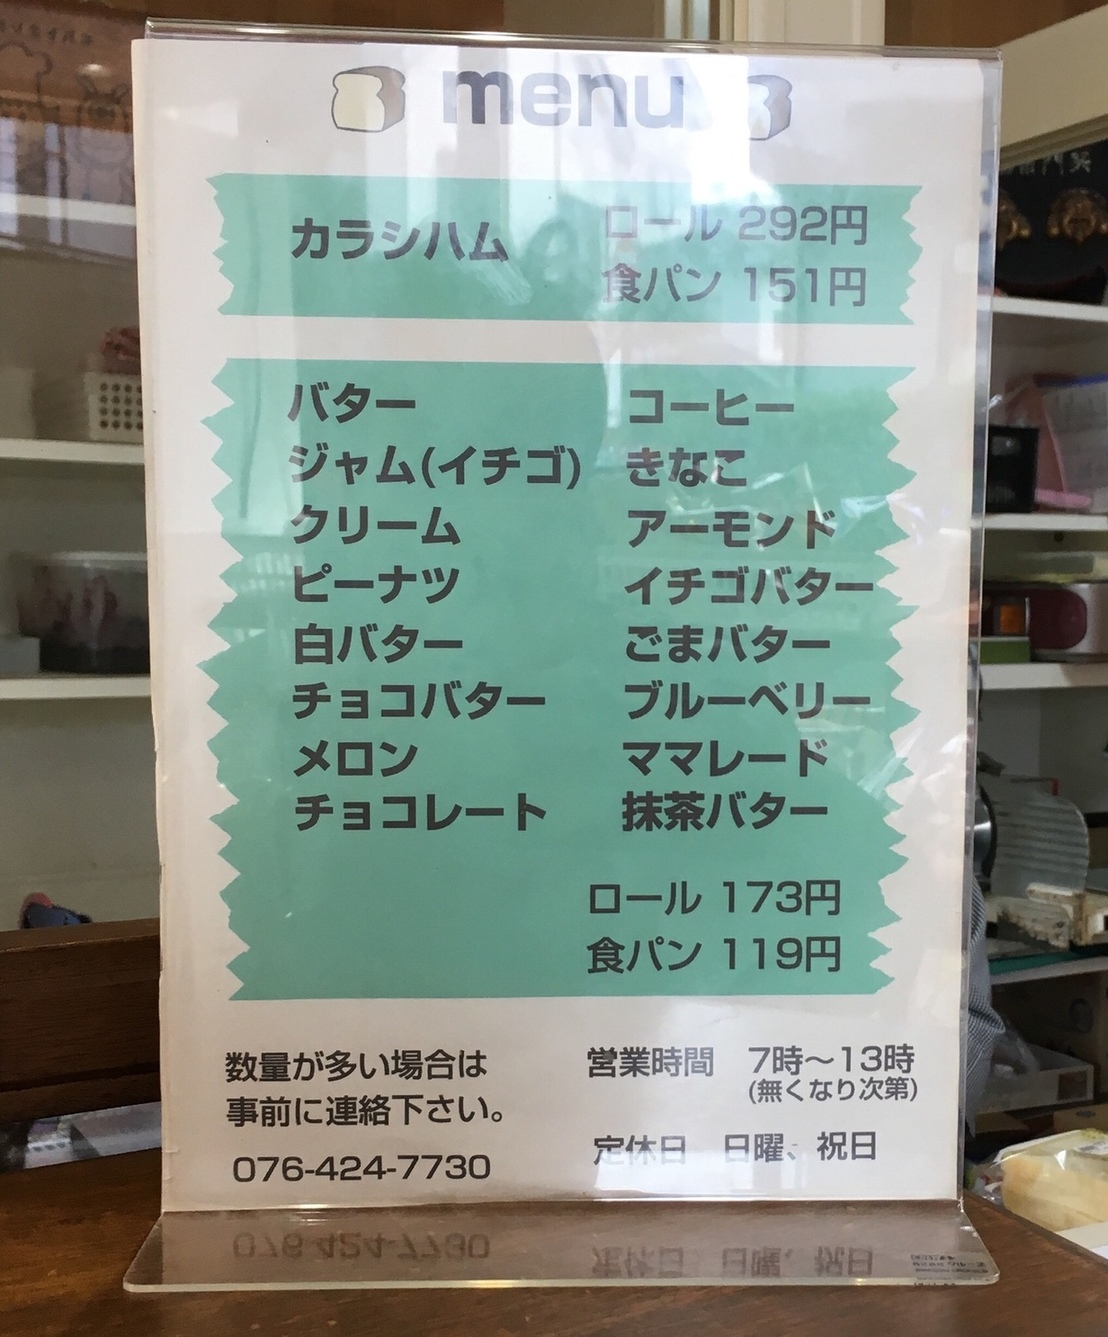 menu
カラシハム
ロール 292円
食パン 151円
バター
ジャム(イチゴ)
クリーム
ピーナツ
白バター
チョコバター
メロン
チョコレート
コーヒー
きなこ
アーモンド
イチゴバター
ごまバター
ブルーベリー
ママレード
抹茶バター
ロール 173円
食パン 119円
数量が多い場合は
事前に連絡下さい。
076-424-7730
営業時間 7時～13時
(無くなり次第)
定休日 日曜、祝日